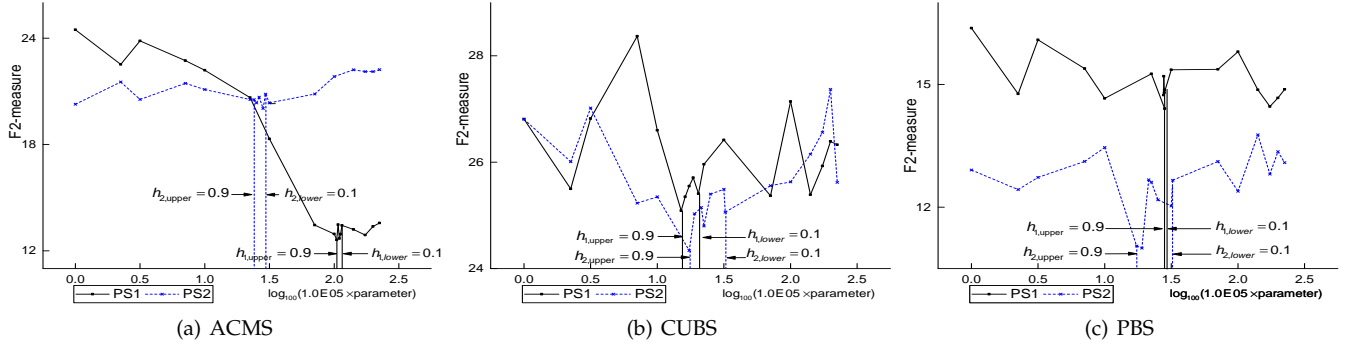 24
18
12
F2-measure
h2,upper = 0.9
h2,lower = 0.1
h1,upper = 0.9
h1,lower = 0.1
0.0 0.5 1.0 1.5 2.0 2.5
PS1 PS2
log100(1.0E05×parameter)
(a) ACMS
28
26
24
F2-measure
h1,upper = 0.9
h1,lower = 0.1
h2,upper = 0.9
h2,lower = 0.1
0.0 0.5 1.0 1.5 2.0 2.5
PS1 PS2
log100(1.0E05×parameter)
(b) CUBS
15
12
F2-measure
h1,upper = 0.9
h1,lower = 0.1
h2,upper = 0.9
h2,lower = 0.1
0.0 0.5 1.0 1.5 2.0 2.5
PS1 PS2
log100(1.0E05×parameter)
(c) PBS